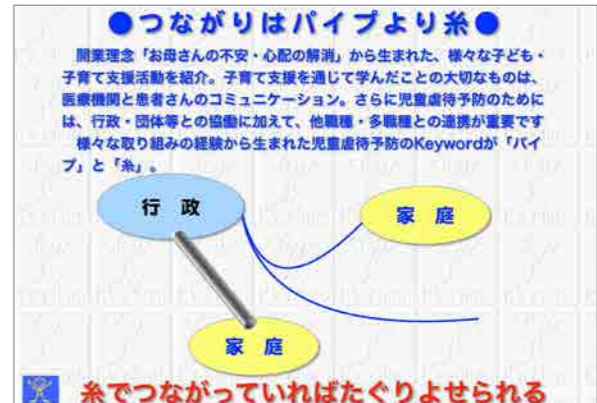 ●つながりはパイプより糸●
開業理念「お母さんの不安・心配の解消」から生まれた、様々な子ども・
子育て支援活動を紹介。子育て支援を通じて学んだことの大切なものは、
医療機関と患者さんのコミュニケーション。さらに児童虐待予防のために
は、行政・団体等との協働に加えて、他職種・多職種との連携が重要です
様々な取り組みの経験から生まれた児童虐待予防のKeywordが「パイ
プ」と「糸」。
行 政
家 庭
家 庭
糸でつながっていればたぐりよせられる